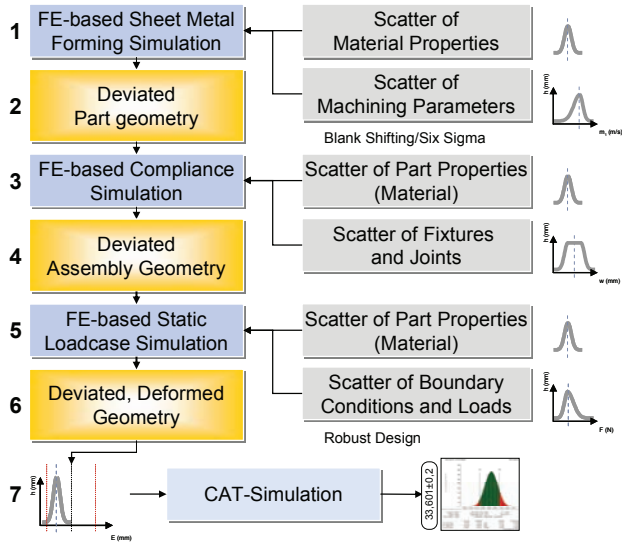 1
FE-based Sheet Metal
Forming Simulation
Scatter of
Material Properties
2
Deviated
Part geometry
Scatter of
Machining Parameters
h (mm)
m, (m/s)
Blank Shifting/Six Sigma
3
FE-based Compliance
Simulation
Scatter of Part Properties
(Material)
4
Deviated
Assembly Geometry
Scatter of Fixtures
and Joints
h (mm)
w (mm)
5
FE-based Static
Loadcase Simulation
Scatter of Part Properties
(Material)
6
Deviated, Deformed
Geometry
Scatter of Boundary
Conditions and Loads
h (mm)
F (N)
Robust Design
7
h (mm)
E (mm)
CAT-Simulation
33,601±0,2